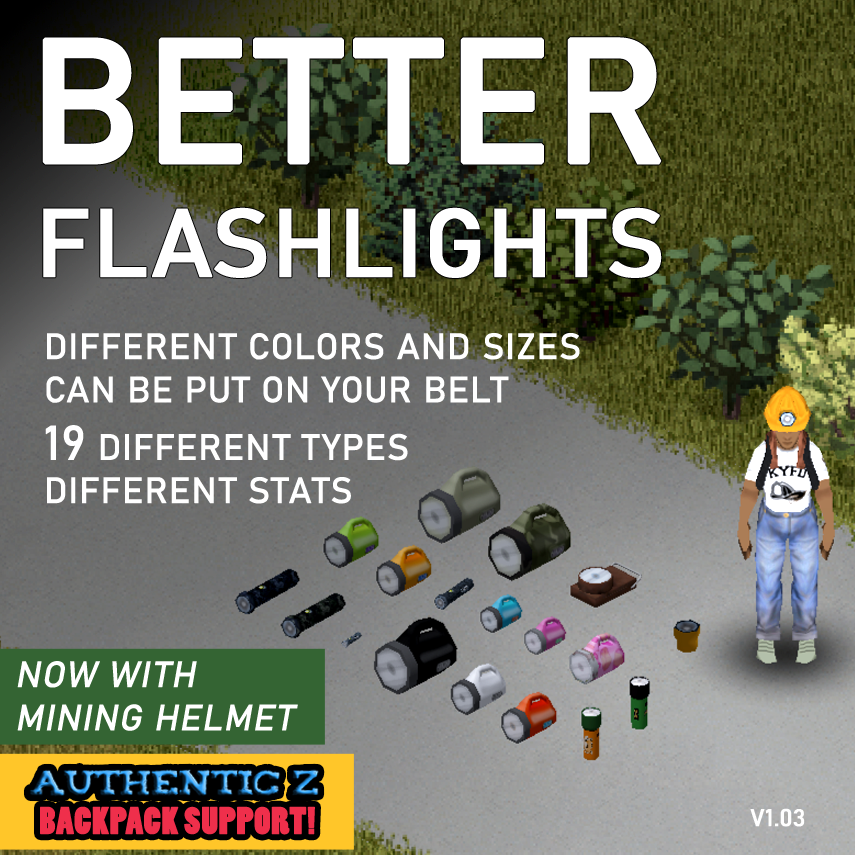 BETTER
FLASHLIGHTS
DIFFERENT COLORS AND SIZES
CAN BE PUT ON YOUR BELT
19 DIFFERENT TYPES
DIFFERENT STATS
KYFD
NOW WITH
MINING HELMET
AUTHENTIC Z
BACKPACK SUPPORT!
V1.03